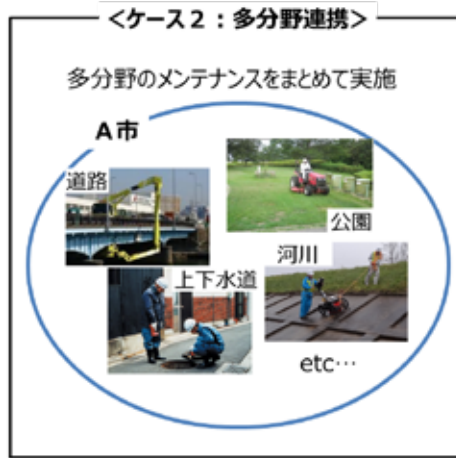 <ケース2:多分野連携>
多分野のメンテナンスをまとめて実施
A市
道路
公園
河川
上下水道
etc…